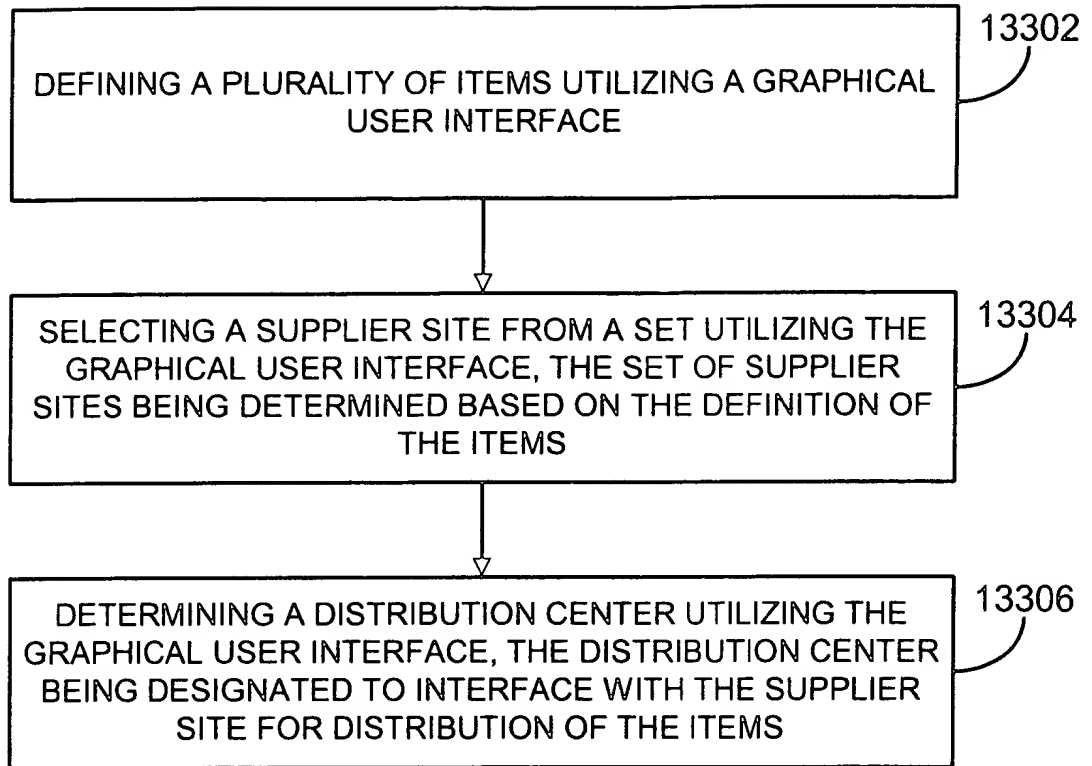 13302
DEFINING A PLURALITY OF ITEMS UTILIZING A GRAPHICAL
USER INTERFACE
13304
SELECTING A SUPPLIER SITE FROM A SET UTILIZING THE
GRAPHICAL USER INTERFACE, THE SET OF SUPPLIER
SITES BEING DETERMINED BASED ON THE DEFINITION OF
THE ITEMS
13306
DETERMINING A DISTRIBUTION CENTER UTILIZING THE
GRAPHICAL USER INTERFACE, THE DISTRIBUTION CENTER
BEING DESIGNATED TO INTERFACE WITH THE SUPPLIER
SITE FOR DISTRIBUTION OF THE ITEMS